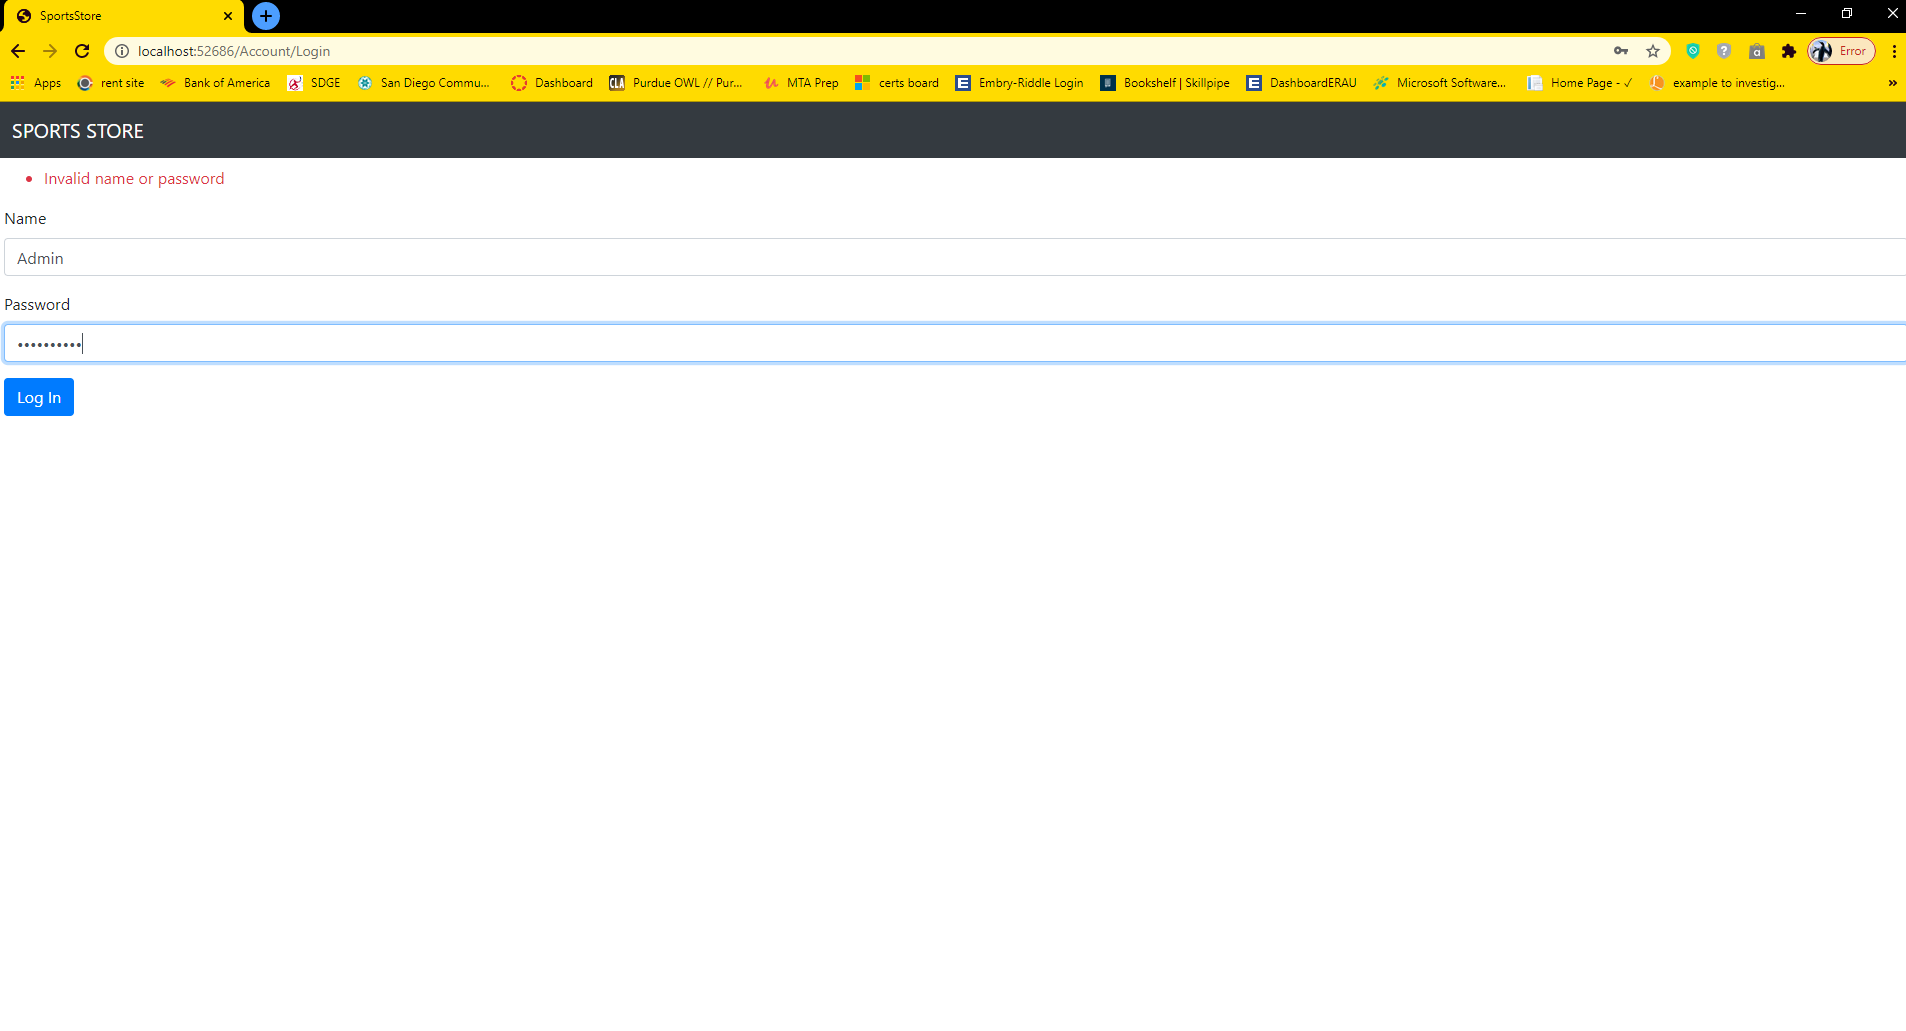 SportsStore
localhost:52686/Account/Login
Error
Apps rent site Bank of America SDGE San Diego Commu... Dashboard CLA Purdue OWL // Pur... MTA Prep certs board E Embry-Riddle Login Bookshelf | Skillpipe E DashboardERAU Microsoft Software... Home Page - ✓ example to investig... »
SPORTS STORE
• Invalid name or password
Name
Admin
Password
••••••••••
Log In